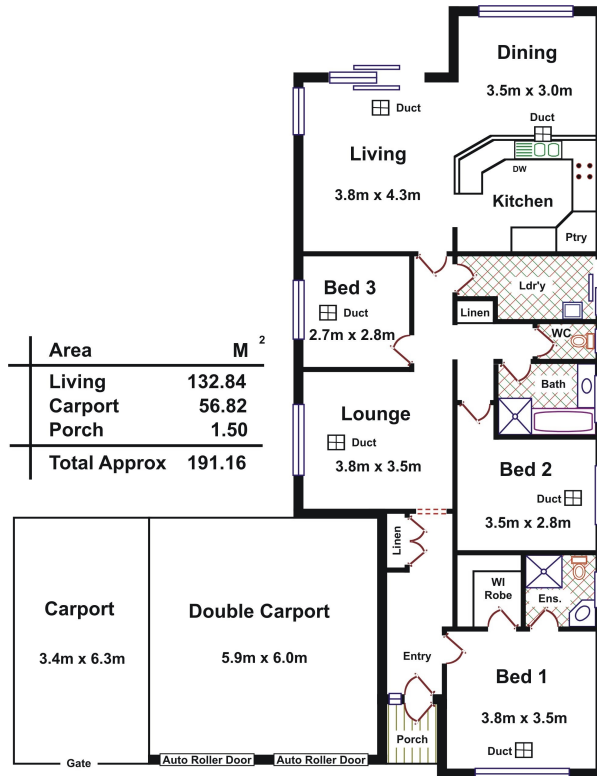 Dining
3.5m x 3.0m
Duct
Duct
Living
3.8m x 4.3m
DW
Kitchen
Ptry
Bed 3
Duct
2.7m x 2.8m
Ldr'y
Linen
WC
Bath
Area M 2
Living 132.84
Carport 56.82
Porch 1.50
Total Approx 191.16
Lounge
Duct
3.8m x 3.5m
Bed 2
Duct
3.5m x 2.8m
Linen
WI
Robe
Ens.
Carport
3.4m x 6.3m
Double Carport
5.9m x 6.0m
Entry
Bed 1
3.8m x 3.5m
Duct
Porch
Gate
Auto Roller Door
Auto Roller Door